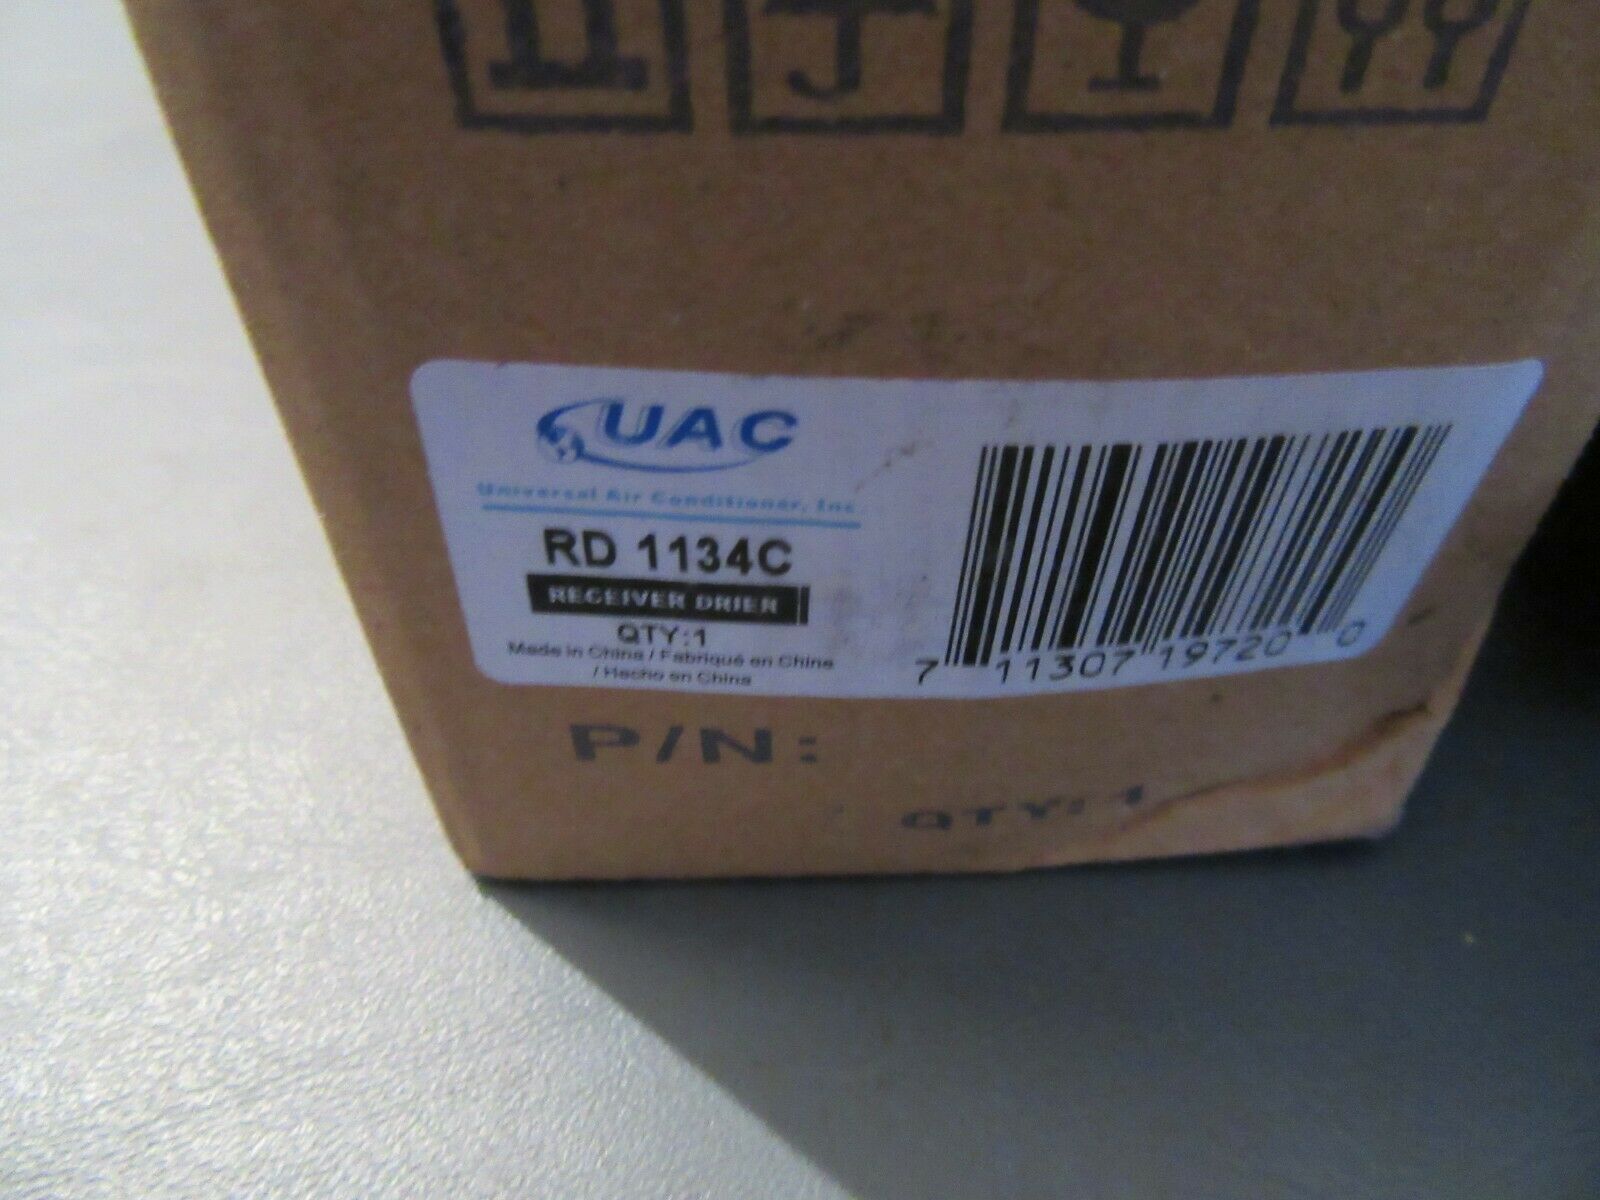 UAC
Universal Air Conditioner, Inc
RD 1134C
RECEIVER DRIER
QTY:1
Made in China / Fabriqué en China
/ Hecho en China
7 11307 19720 0
P/N:
QTY: 1